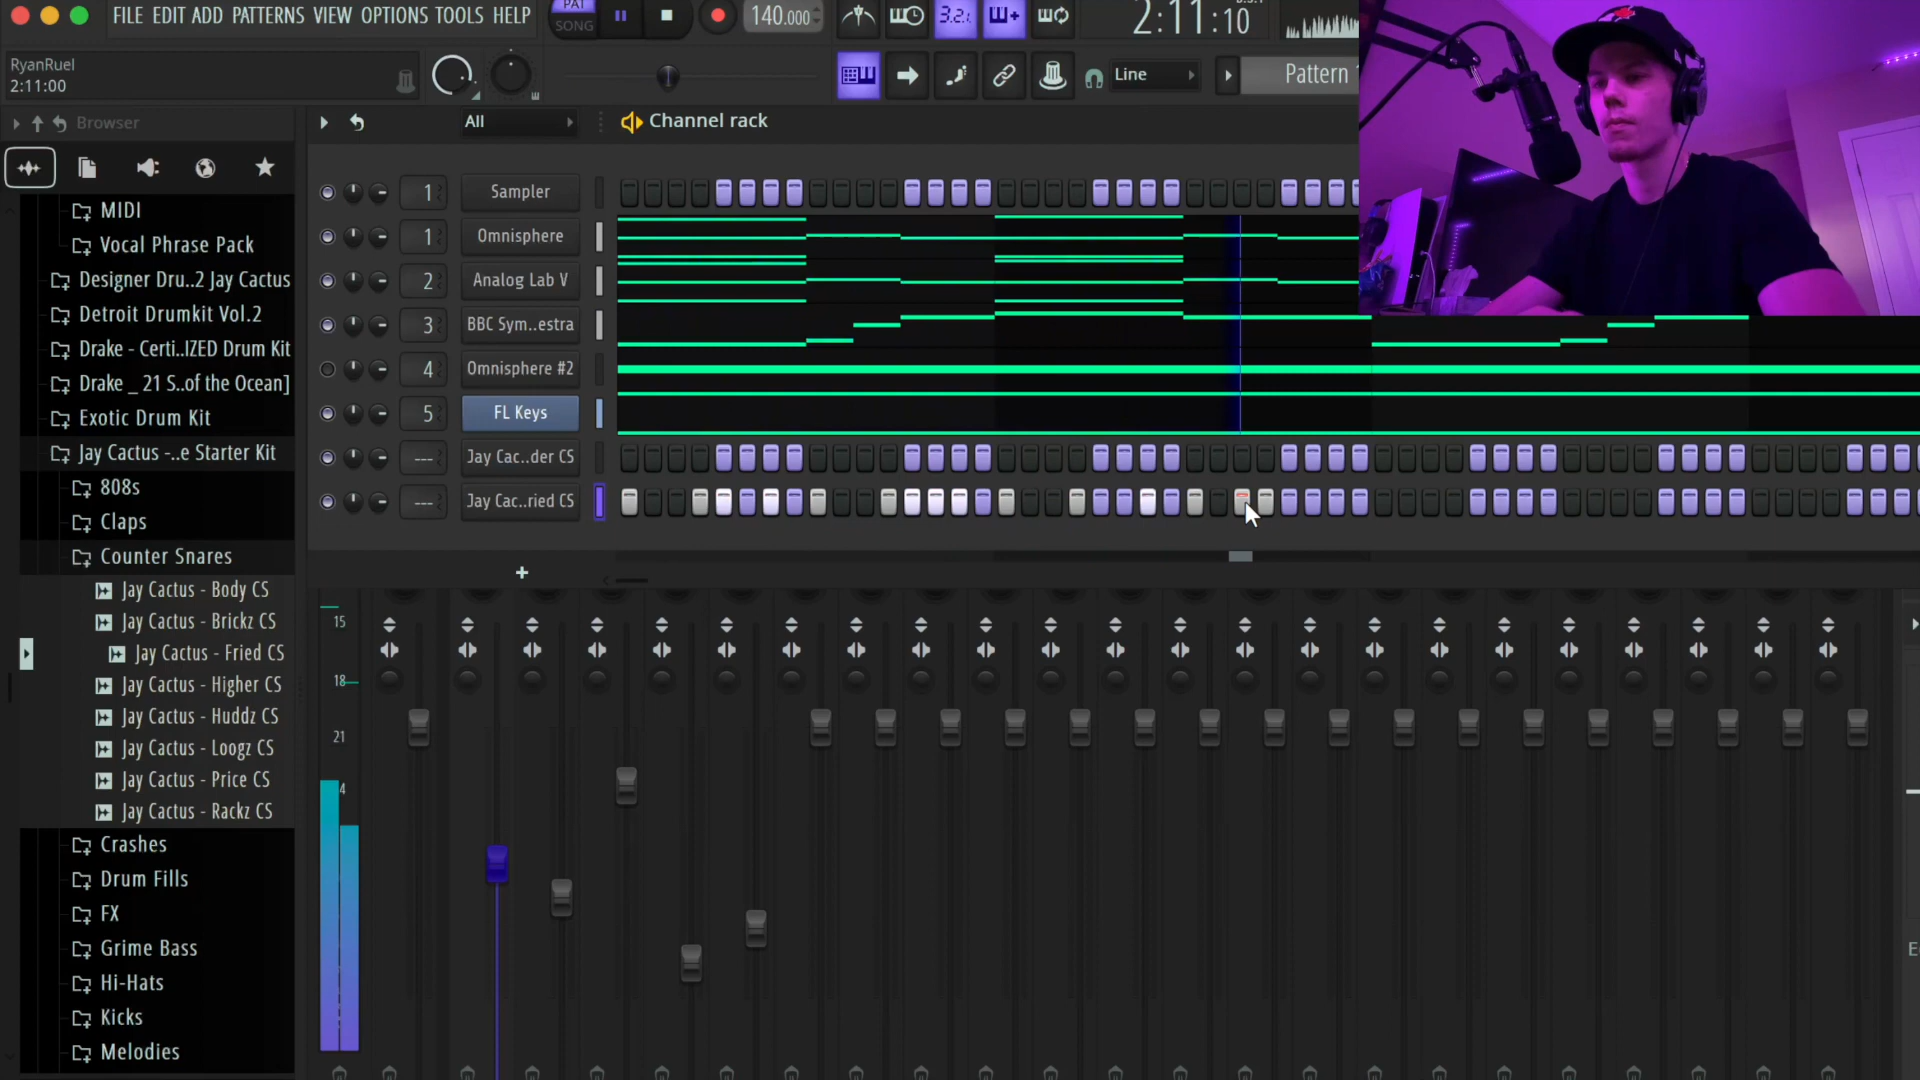 FILE EDIT ADD PATTERNS VIEW OPTIONS TOOLS HELP
PAT
SONG
140.000
3.2.
2:11:10
RyanRuel
2:11:00
Line
Pattern 1
Browser
All
Channel rack
MIDI
Vocal Phrase Pack
Designer Dru..2 Jay Cactus
Detroit Drumkit Vol.2
Drake - Certi..IZED Drum Kit
Drake _ 21 S..of the Ocean]
Exotic Drum Kit
Jay Cactus -..e Starter Kit
808s
Claps
Counter Snares
Jay Cactus - Body CS
Jay Cactus - Brickz CS
Jay Cactus - Fried CS
Jay Cactus - Higher CS
Jay Cactus - Huddz CS
Jay Cactus - Loogz CS
Jay Cactus - Price CS
Jay Cactus - Rackz CS
Crashes
Drum Fills
FX
Grime Bass
Hi-Hats
Kicks
Melodies
1 Sampler
1 Omnisphere
2 Analog Lab V
3 BBC Sym..estra
4 Omnisphere #2
5 FL Keys
--- Jay Cac..der CS
--- Jay Cac..ried CS
15
18
21
4